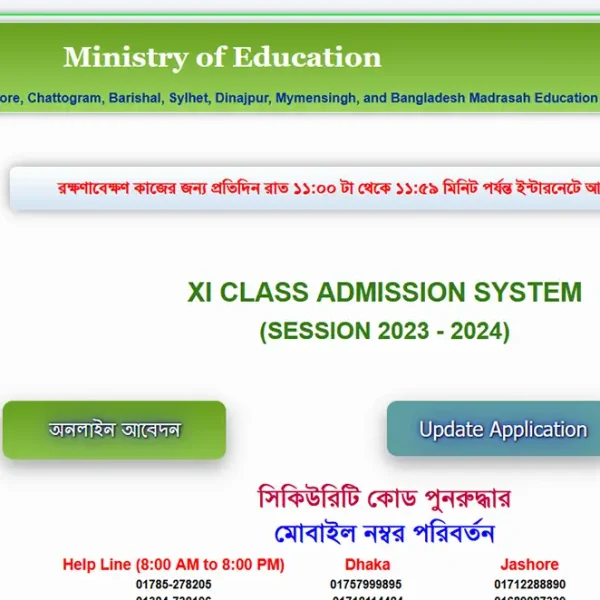 Ministry of Education
ore, Chattogram, Barishal, Sylhet, Dinajpur, Mymensingh, and Bangladesh Madrasah Education
রক্ষণাবেক্ষণ কাজের জন্য প্রতিদিন রাত ১১:০০ টা থেকে ১১:৫৯ মিনিট পর্যন্ত ইন্টারনেটে আ
XI CLASS ADMISSION SYSTEM
(SESSION 2023 - 2024)
অনলাইন আবেদন Update Application
সিকিউরিটি কোড পুনরুদ্ধার
মোবাইল নম্বর পরিবর্তন
Help Line (8:00 AM to 8:00 PM) Dhaka Jashore
01785-278205 01757999895 01712288890